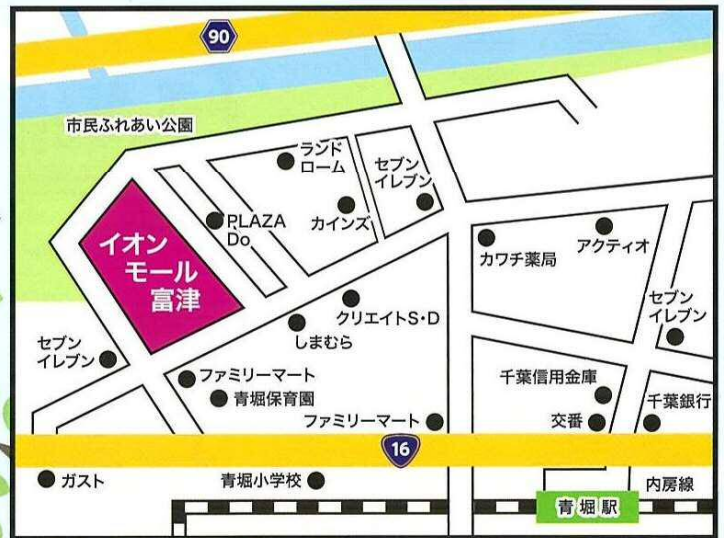 90
市民ふれあい公園
ランド
ローム
セブン
イレブン
PLAZA
Do
カインズ
イオン
モール
富津
カワチ薬局
アクティオ
クリエイトS・D
しまむら
セブン
イレブン
セブン
イレブン
ファミリーマート
青堀保育園
千葉信用金庫
千葉銀行
ファミリーマート
交番
16
ガスト
青堀小学校
内房線
青堀駅